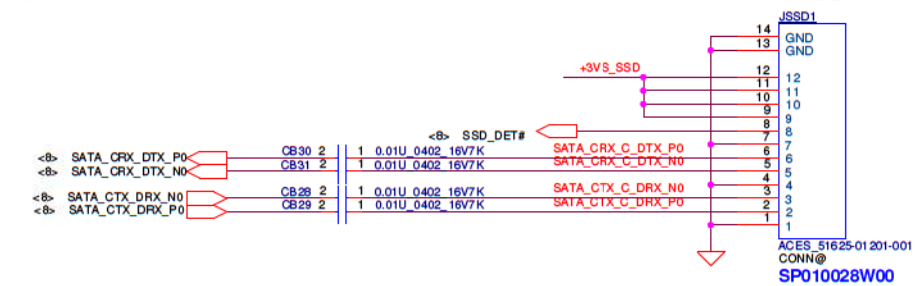 JSSD1
14
GND
13
GND
+3VS_SSD
12 12
11 11
10 10
9 9
<8> SSD_DET# 8 8
7 7
<8> SATA_CRX_DTX_P0 CB30 2 1 0.01U_0402_16V7K SATA_CRX_C_DTX_P0 6 6
<8> SATA_CRX_DTX_N0 CB31 2 1 0.01U_0402_16V7K SATA_CRX_C_DTX_N0 5 5
4 4
<8> SATA_CTX_DRX_N0 CB28 2 1 0.01U_0402_16V7K SATA_CTX_C_DRX_N0 3 3
<8> SATA_CTX_DRX_P0 CB29 2 1 0.01U_0402_16V7K SATA_CTX_C_DRX_P0 2 2
1 1
ACES_51625-01201-001
CONN@
SP010028W00